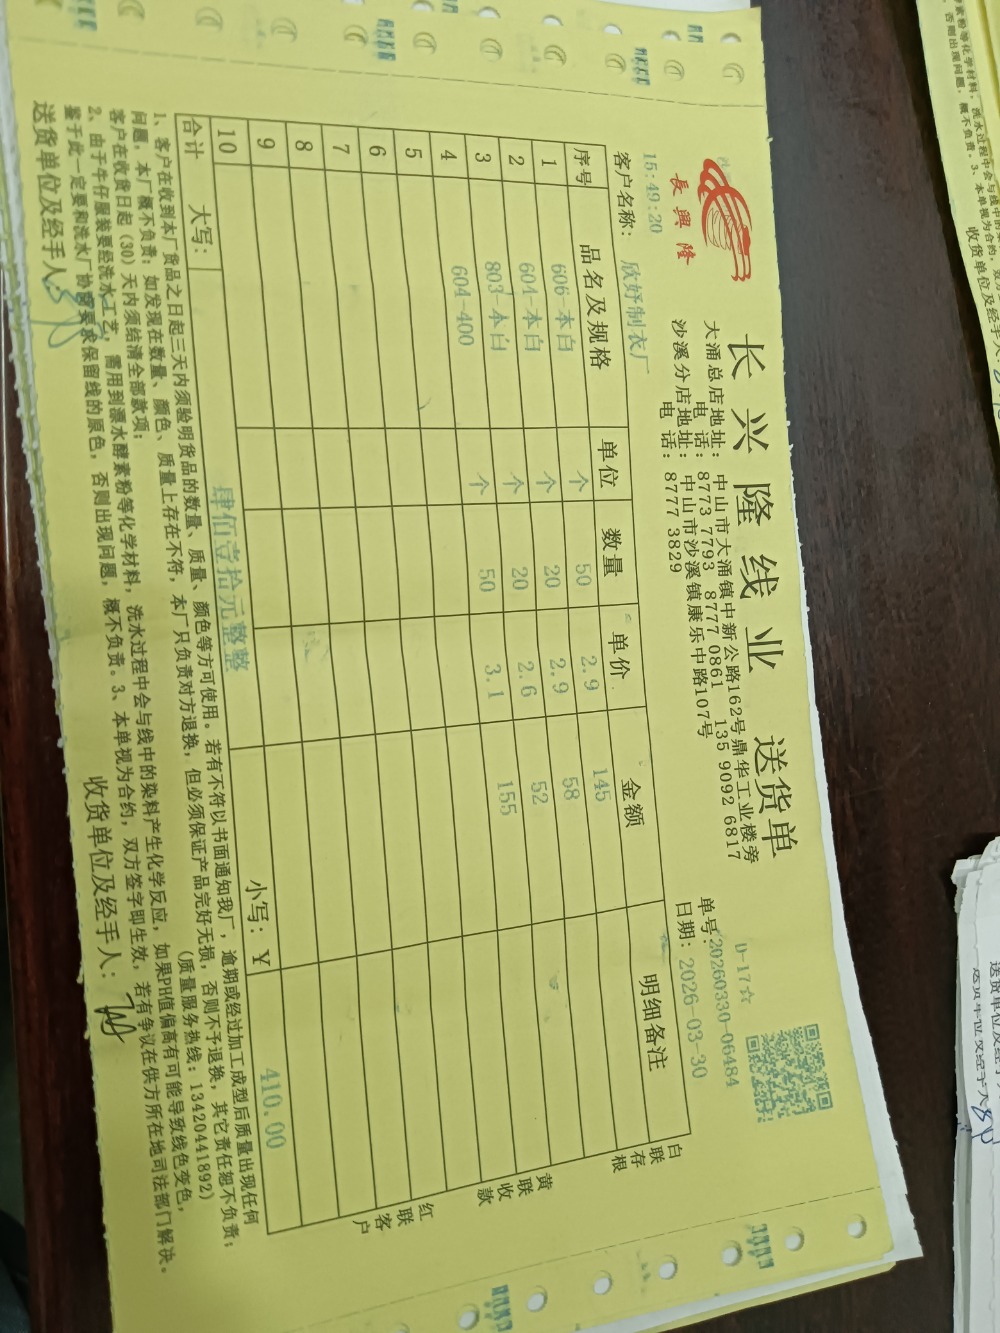 长兴隆线业 送货单
長興隆
大涌总店地址：中山市大涌镇中新公路162号鼎华工业楼旁
电 话：8773 7793 8777 0861 135 9092 6817
沙溪分店地址：中山市沙溪镇康乐中路107号
电 话：8777 3829
D-17☆
单号：20260330-06484
日期：2026-03-30
15:49:20
客户名称：欣妤制衣厂
序号 品名及规格 单位 数量 单价 金额 明细备注
1 606-本白 个 50 2.9 145
2 604-本白 个 20 2.9 58
3 803-本白 个 20 2.6 52
4 604-400 个 50 3.1 155
5
6
7
8
9
10
合计 大写：肆佰壹拾元整整 小写：￥ 410.00
白联存根
黄联收款
红联客户
1、客户在收到本厂货品之日起三天内须验明货品的数量、质量、颜色等方可使用。若有不符以书面通知我厂，逾期或经过加工成型后质量出现任何
问题，本厂概不负责；如发现在数量、颜色、质量上存在不符，本厂只负责对方退换，但必须保证产品完好无损，否则不予退换，其它责任恕不负责；
客户在收货日起（30）天内须结清全部款项； （质量服务热线：13420441892）
2、由于牛仔服装要经洗水工艺，需用到漂水酵素粉等化学材料，洗水过程中会与线中的染料产生化学反应，如果PH值偏高有可能导致线色变色，
鉴于此，定要和洗水厂协商要求保留线的原色，否则出现问题，概不负责。3、本单视为合约，双方签字即生效，若有争议在供方所在地司法部门解决。
送货单位及经手人：
收货单位及经手人：